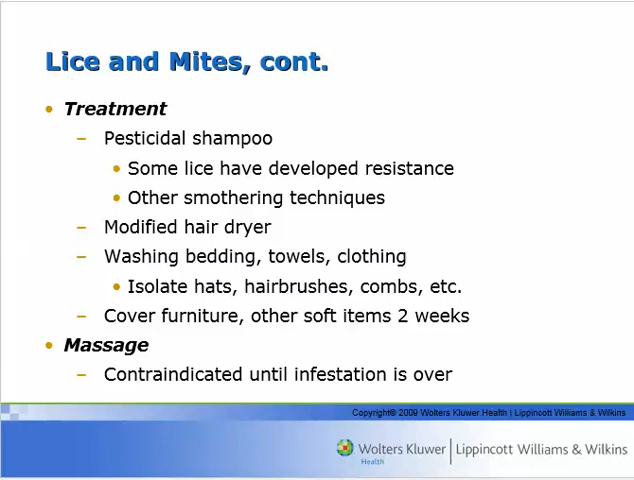 Lice and Mites, cont.
• Treatment
– Pesticidal shampoo
• Some lice have developed resistance
• Other smothering techniques
– Modified hair dryer
– Washing bedding, towels, clothing
• Isolate hats, hairbrushes, combs, etc.
– Cover furniture, other soft items 2 weeks
• Massage
– Contraindicated until infestation is over
Copyright© 2009 Wolters Kluwer Health | Lippincott Williams & Wilkins
Wolters Kluwer | Lippincott Williams & Wilkins
Health